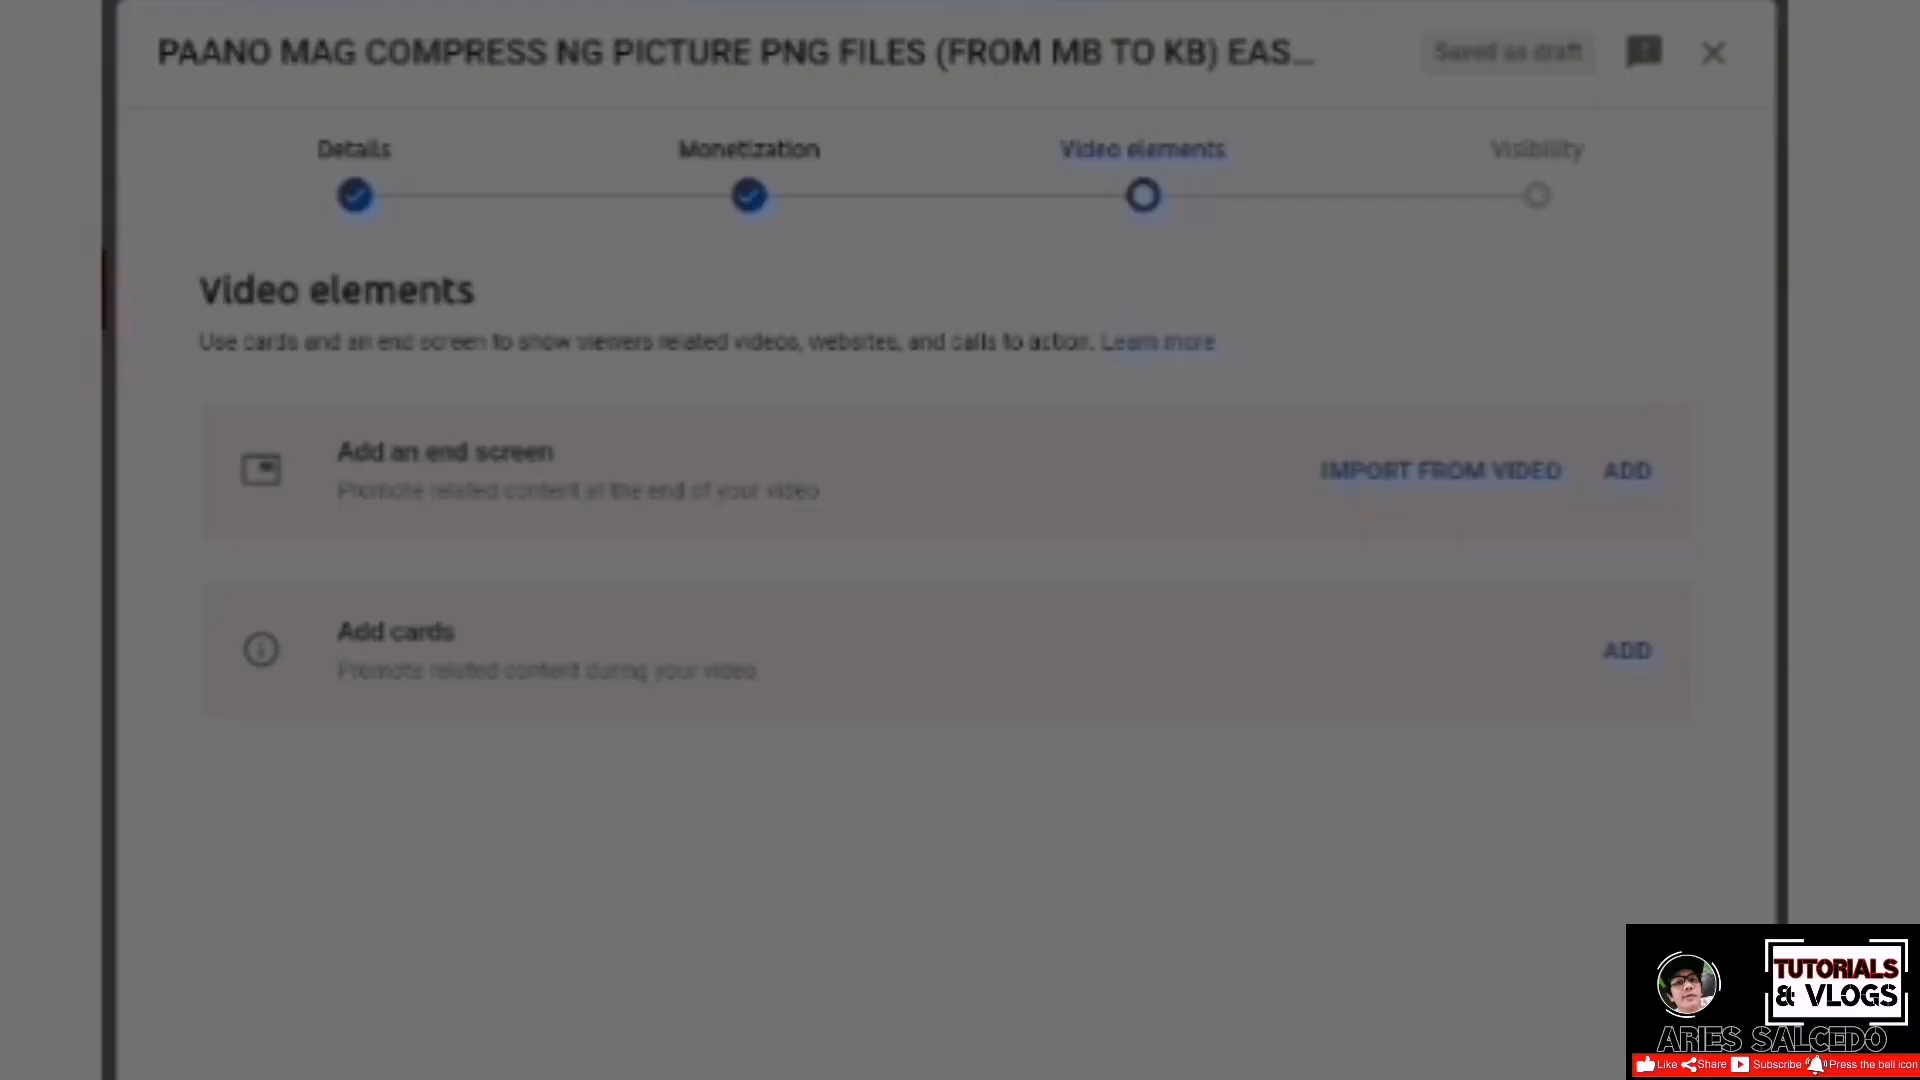 PAANO MAG COMPRESS NG PICTURE PNG FILES (FROM MB TO KB) EAS...
Saved as draft
Details
Monetization
Video elements
Visibility
Video elements
Use cards and an end screen to show viewers related videos, websites, and calls to action. Learn more
Add an end screen
Promote related content at the end of your video
IMPORT FROM VIDEO
ADD
Add cards
Promote related content during your video
ADD
TUTORIALS
& VLOGS
ARIES SALCEDO
Like Share Subscribe Press the bell icon